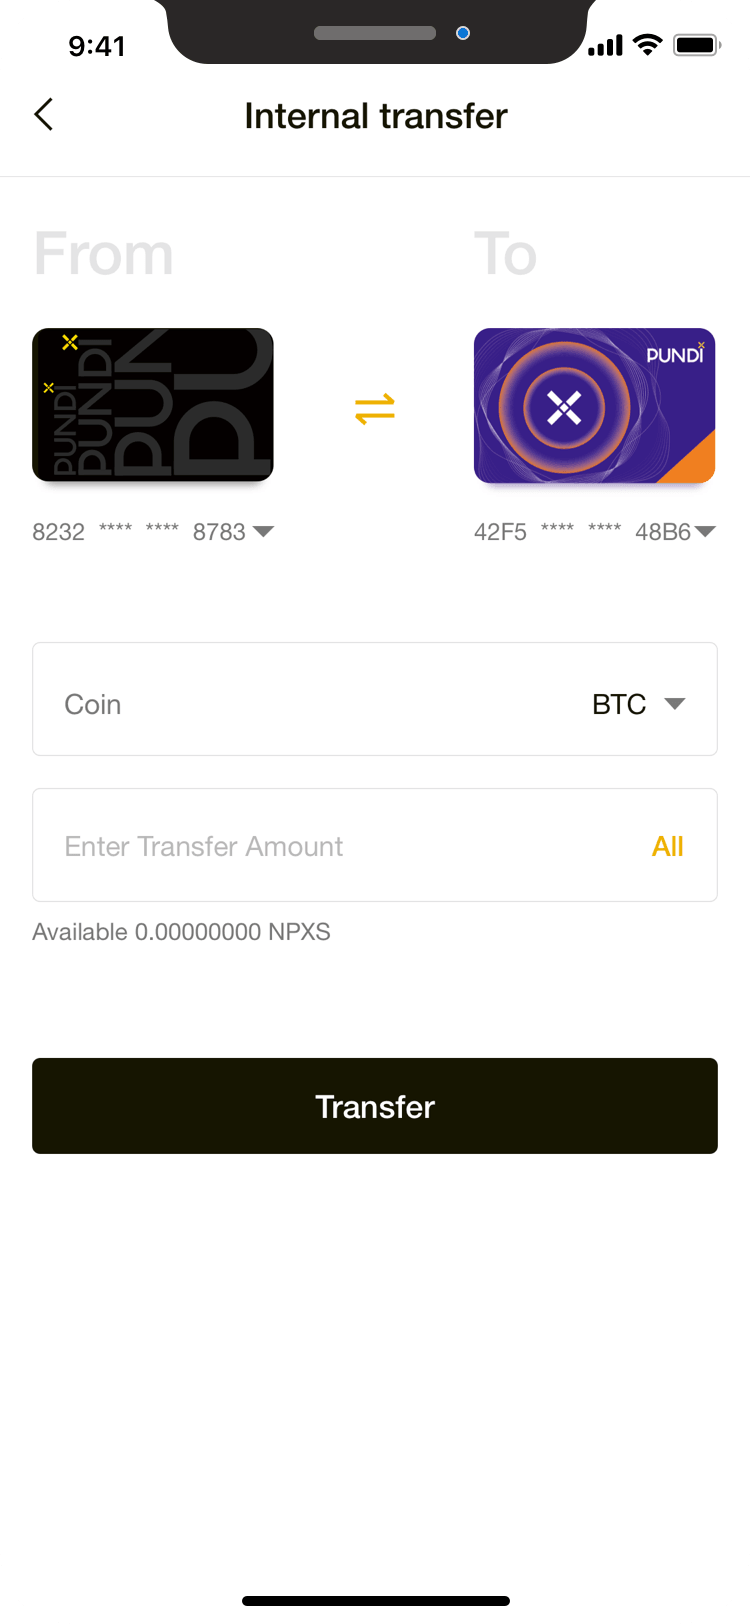 9:41
Internal transfer
From
To
PUNDI
PUNDI
PUNDI
PU
PUNDI
8232 **** **** 8783
42F5 **** **** 48B6
Coin
BTC
Enter Transfer Amount
All
Available 0.00000000 NPXS
Transfer